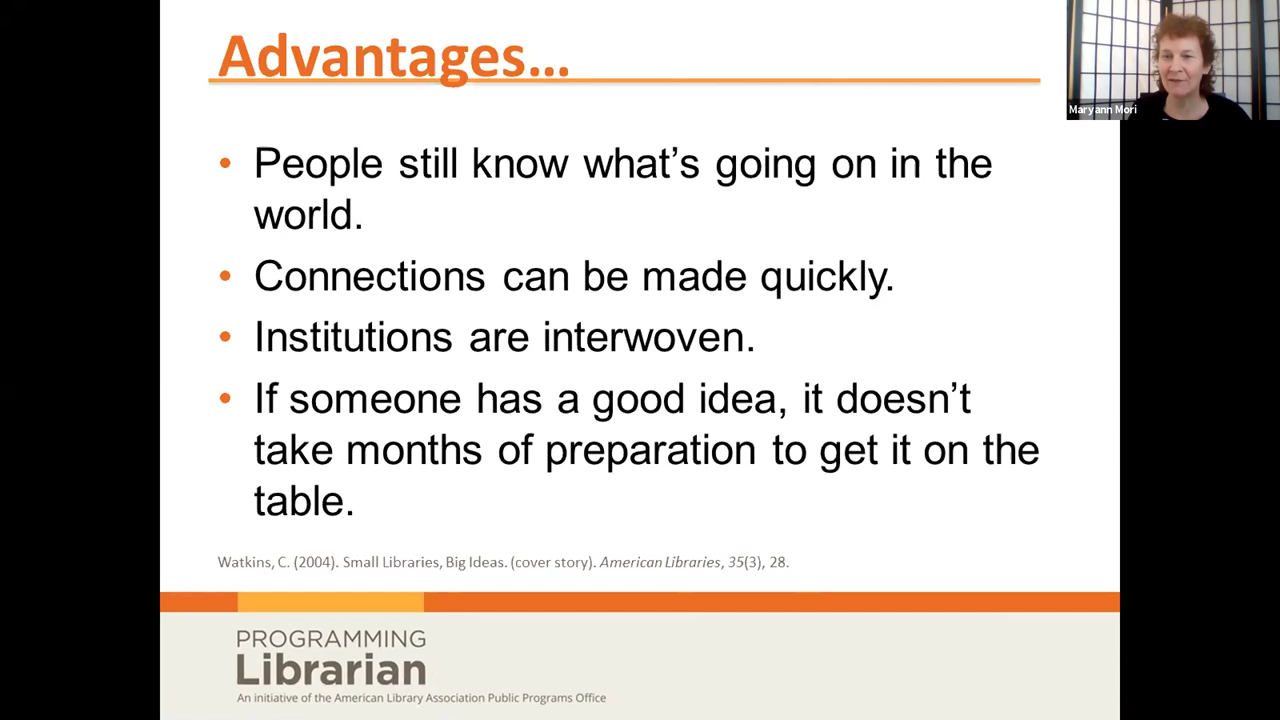 Advantages...
Maryann Mori
• People still know what’s going on in the
world.
• Connections can be made quickly.
• Institutions are interwoven.
• If someone has a good idea, it doesn’t
take months of preparation to get it on the
table.
Watkins, C. (2004). Small Libraries, Big Ideas. (cover story). American Libraries, 35(3), 28.
PROGRAMMING
Librarian
An initiative of the American Library Association Public Programs Office